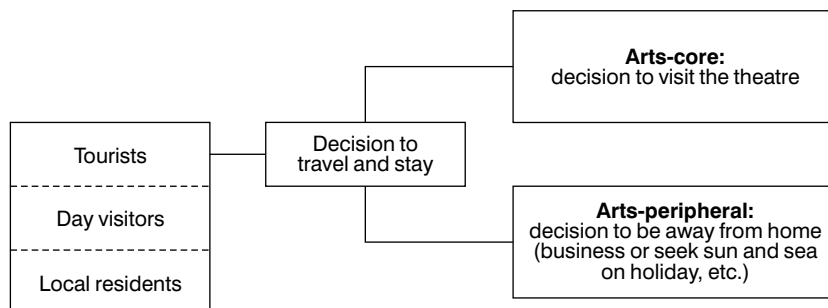 Tourists
Day visitors
Local residents
Decision to
travel and stay
Arts-core:
decision to visit the theatre
Arts-peripheral:
decision to be away from home
(business or seek sun and sea
on holiday, etc.)